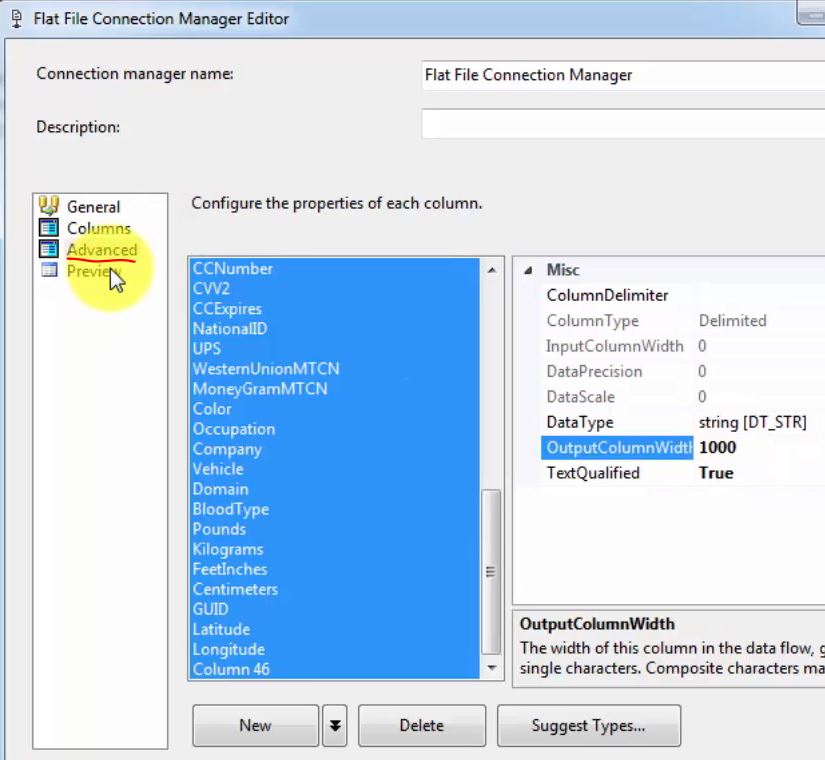 Flat File Connection Manager Editor
Connection manager name:
Flat File Connection Manager
Description:
General
Columns
Advanced
Preview
Configure the properties of each column.
CCNumber
CVV2
CCExpires
NationalID
UPS
WesternUnionMTCN
MoneyGramMTCN
Color
Occupation
Company
Vehicle
Domain
BloodType
Pounds
Kilograms
FeetInches
Centimeters
GUID
Latitude
Longitude
Column 46
Misc
ColumnDelimiter
ColumnType Delimited
InputColumnWidth 0
DataPrecision 0
DataScale 0
DataType string [DT_STR]
OutputColumnWidth 1000
TextQualified True
OutputColumnWidth
The width of this column in the data flow, g
single characters. Composite characters ma
New
Delete
Suggest Types...